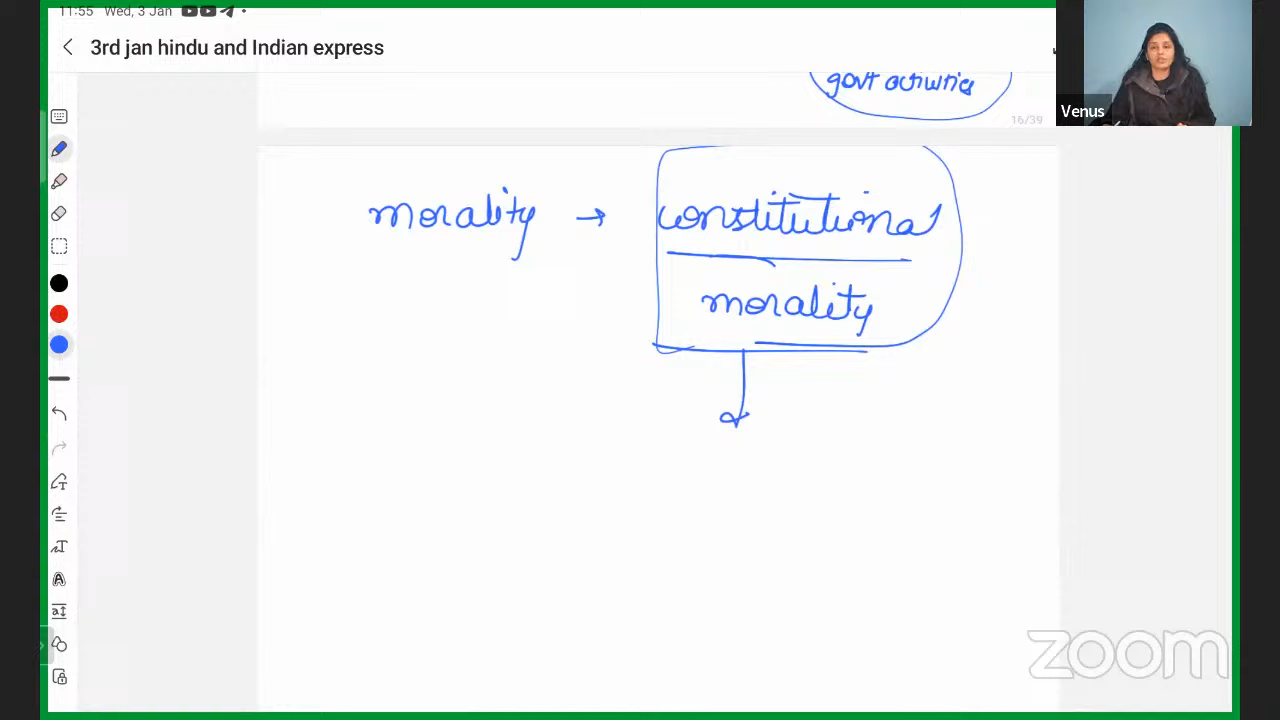 11:55 Wed, 3 Jan
3rd jan hindu and Indian express
govt activities
16/39
Venus
morality → constitutional
morality
zoom